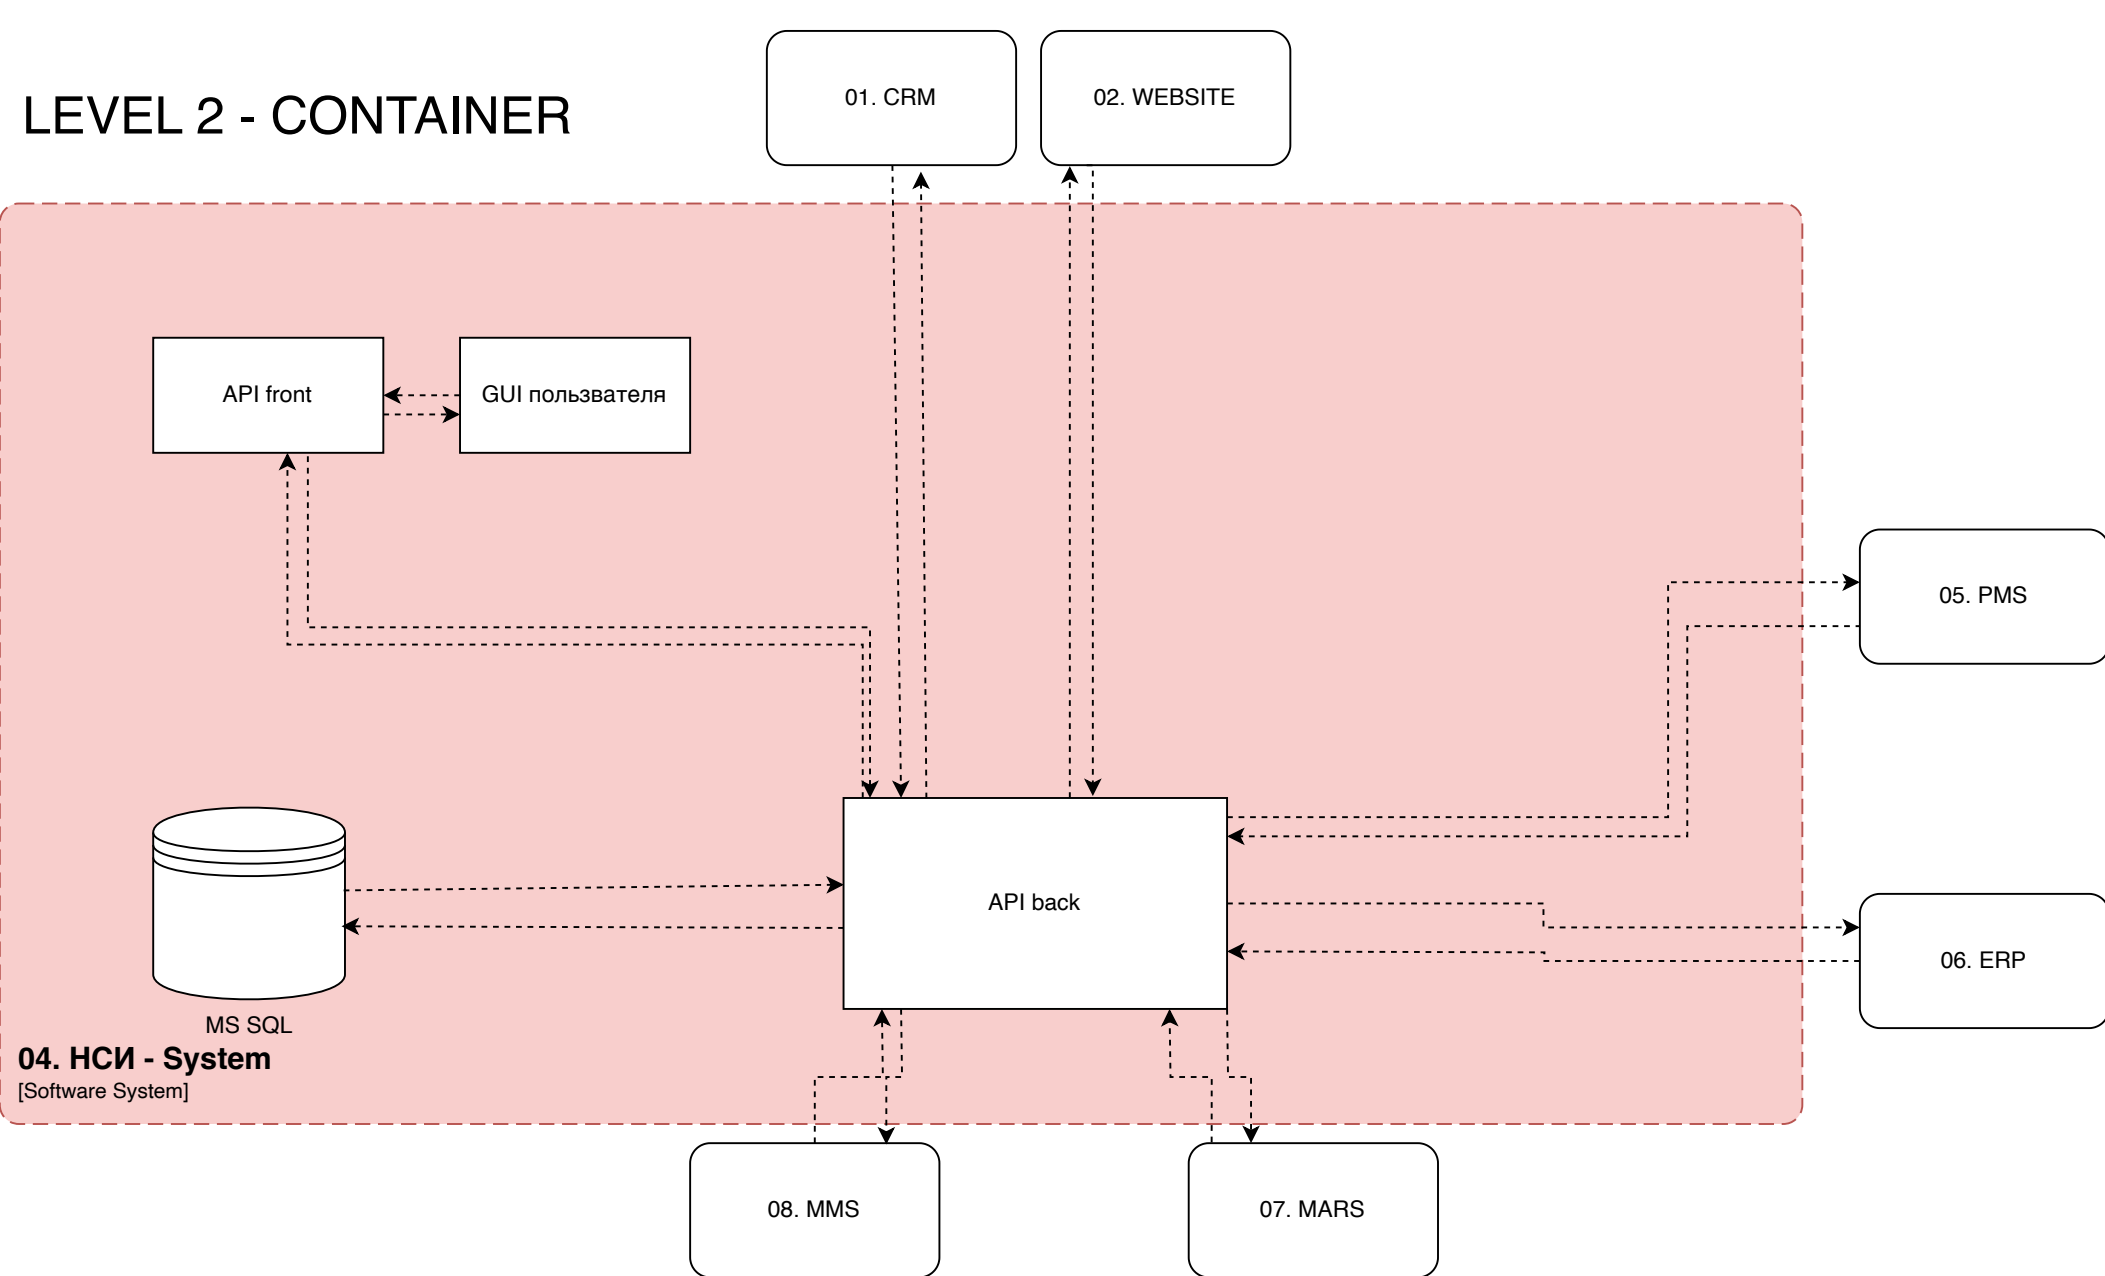 01. CRM
02. WEBSITE
LEVEL 2 - CONTAINER
API front
GUI пользвателя
05. PMS
API back
06. ERP
MS SQL
04. НСИ - System
[Software System]
08. MMS
07. MARS